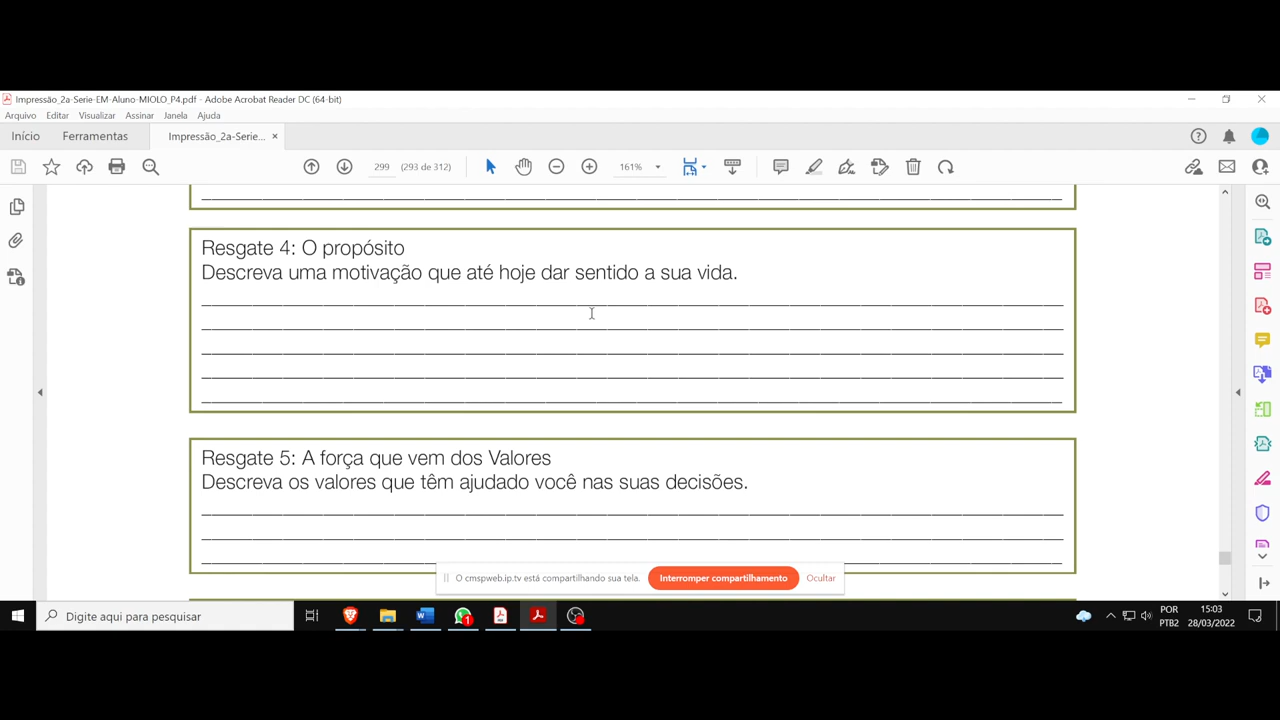 Impressão_2a-Serie-EM-Aluno-MIOLO_P4.pdf - Adobe Acrobat Reader DC (64-bit)
Arquivo Editar Visualizar Assinar Janela Ajuda
Início Ferramentas Impressão_2a-Serie... ×
299 (293 de 312) 161%
Resgate 4: O propósito
Descreva uma motivação que até hoje dar sentido a sua vida.
Resgate 5: A força que vem dos Valores
Descreva os valores que têm ajudado você nas suas decisões.
O cmspweb.ip.tv está compartilhando sua tela. Interromper compartilhamento Ocultar
Digite aqui para pesquisar
1
POR 15:03
PTB2 28/03/2022